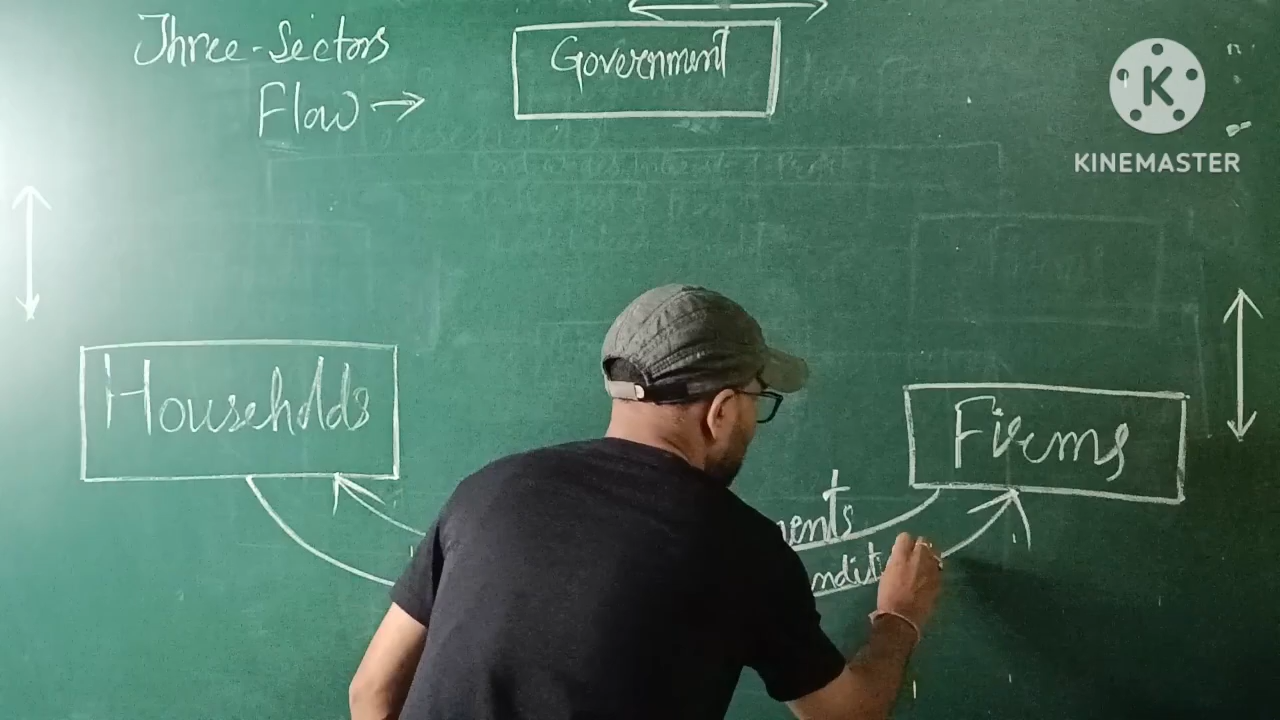 Three-Sectors
Flow →
Government
K
KINEMASTER
Households
Firms